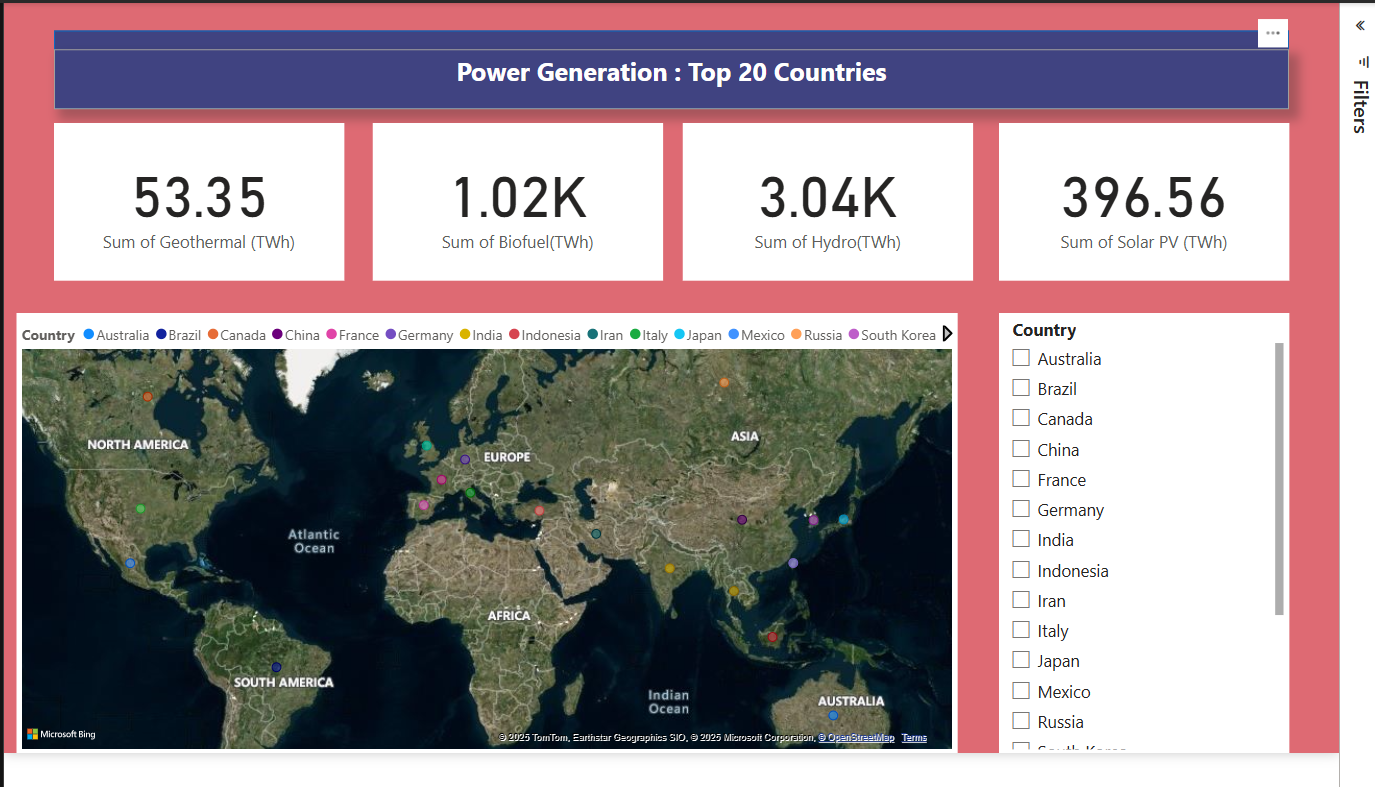 ...
Power Generation : Top 20 Countries
Filters
53.35
Sum of Geothermal (TWh)
1.02K
Sum of Biofuel(TWh)
3.04K
Sum of Hydro(TWh)
396.56
Sum of Solar PV (TWh)
Country Australia Brazil Canada China France Germany India Indonesia Iran Italy Japan Mexico Russia South Korea
NORTH AMERICA
EUROPE
ASIA
Atlantic
Ocean
AFRICA
SOUTH AMERICA
Indian
Ocean
AUSTRALIA
Microsoft Bing
© 2025 TomTom, Earthstar Geographics SIO, © 2025 Microsoft Corporation, © OpenStreetMap Terms
Country
Australia
Brazil
Canada
China
France
Germany
India
Indonesia
Iran
Italy
Japan
Mexico
Russia
South Korea